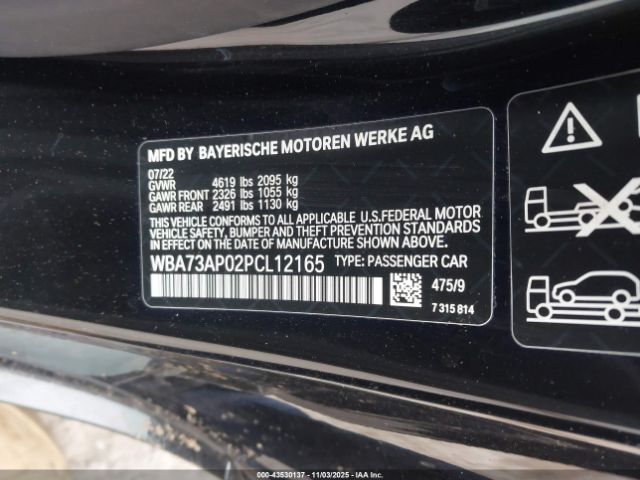 MFD BY BAYERISCHE MOTOREN WERKE AG
07/22
GVWR 4619 lbs 2095 kg
GAWR FRONT 2326 lbs 1055 kg
GAWR REAR 2491 lbs 1130 kg
THIS VEHICLE CONFORMS TO ALL APPLICABLE U.S.FEDERAL MOTOR
VEHICLE SAFETY, BUMPER AND THEFT PREVENTION STANDARDS
IN EFFECT ON THE DATE OF MANUFACTURE SHOWN ABOVE.
WBA73AP02PCL12165 TYPE: PASSENGER CAR
475/9
7 315 814
000-43530137 - 11/03/2025 - COPYRIGHT IAA, LLC.